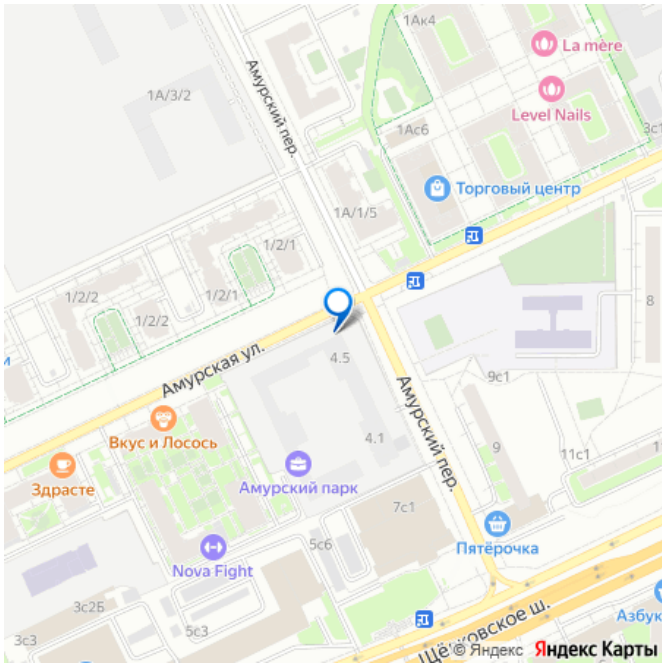 1Ак4
La mère
Амурский пер.
1А/3/2
Level Nails
1Ас6
3с1
Торговый центр
1А/1/5
1/2/1
1/2/2
1/2/1
1/2/2
8
и
Амурская ул.
4.5
Амурский пер.
9с1
Вкус и Лосось
4.1
9
11с1
Здрасте
Амурский парк
7с1
Пятёрочка
5с6
Nova Fight
3с2Б
Азбук
5с3
3с3
Щёлковское ш.
© Яндекс Яндекс Карты